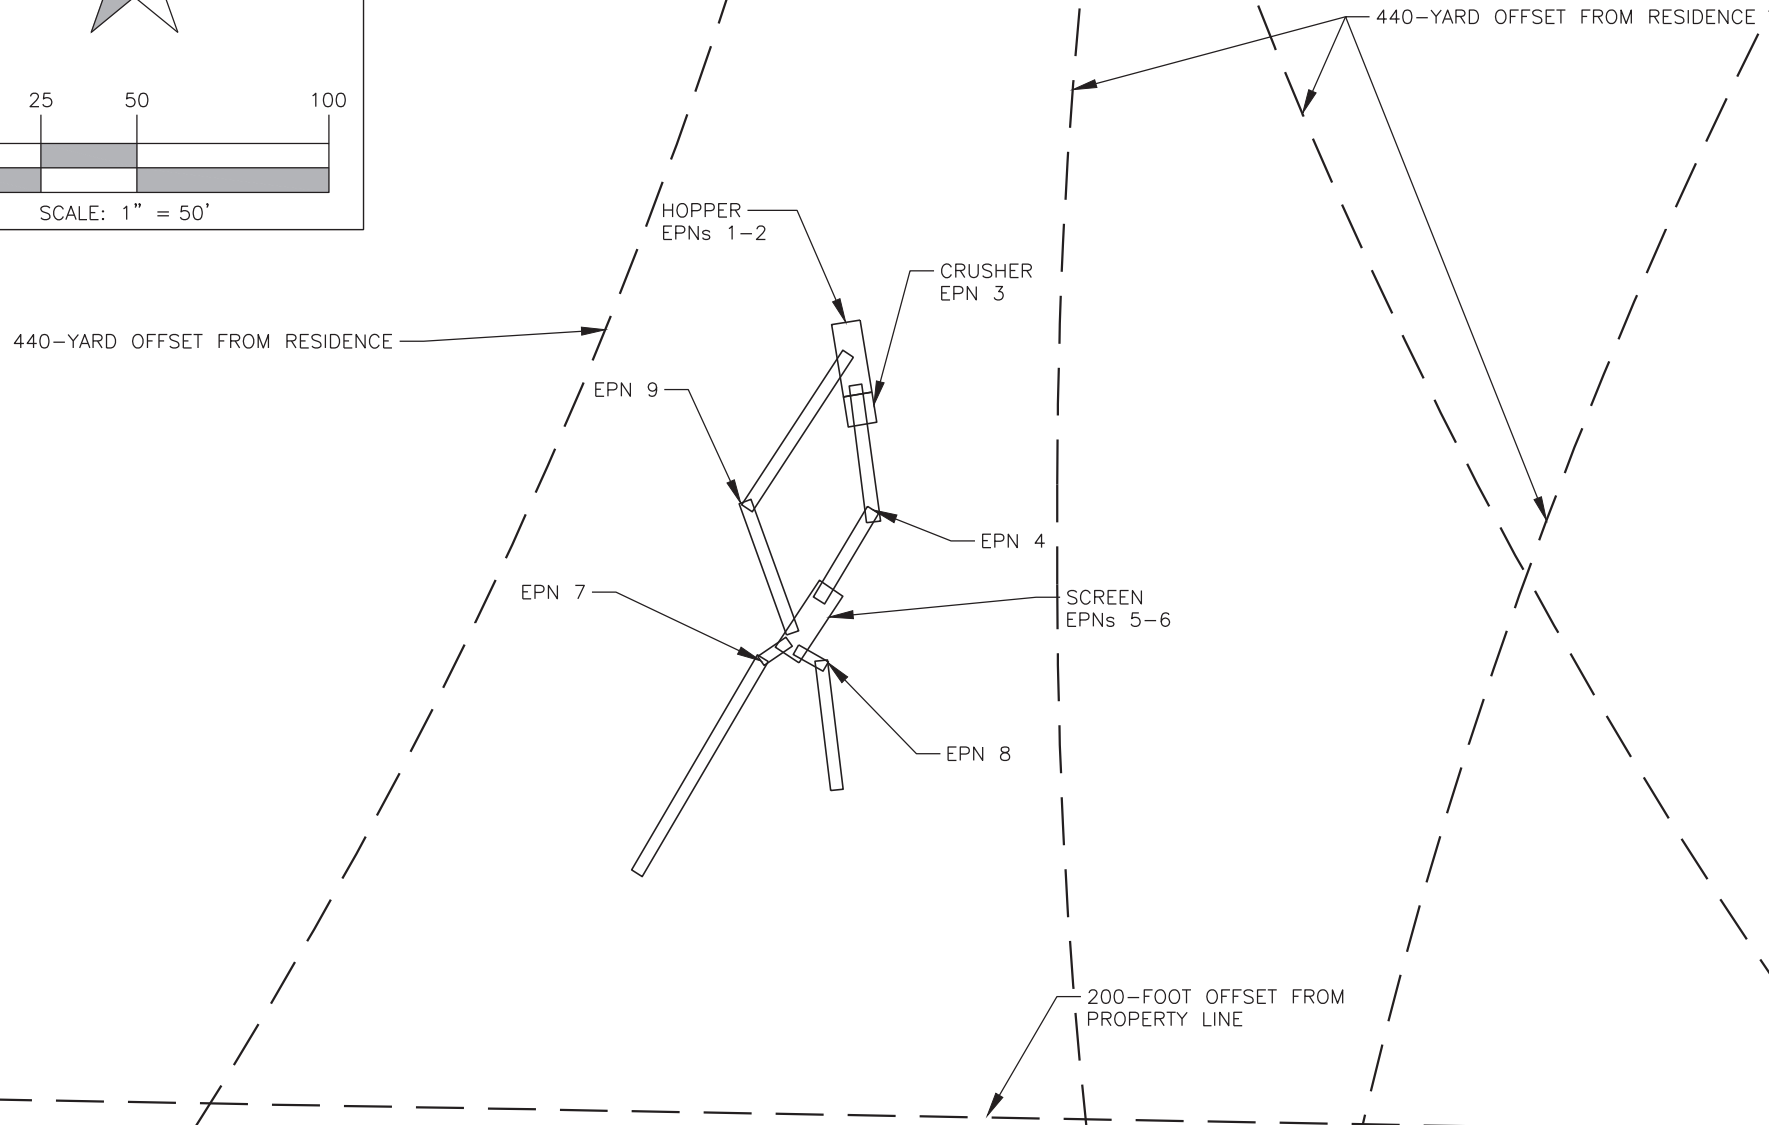 440-YARD OFFSET FROM RESIDENCE
25 50 100
SCALE: 1" = 50'
HOPPER
EPNs 1-2
CRUSHER
EPN 3
440-YARD OFFSET FROM RESIDENCE
EPN 9
EPN 4
EPN 7
SCREEN
EPNs 5-6
EPN 8
200-FOOT OFFSET FROM
PROPERTY LINE